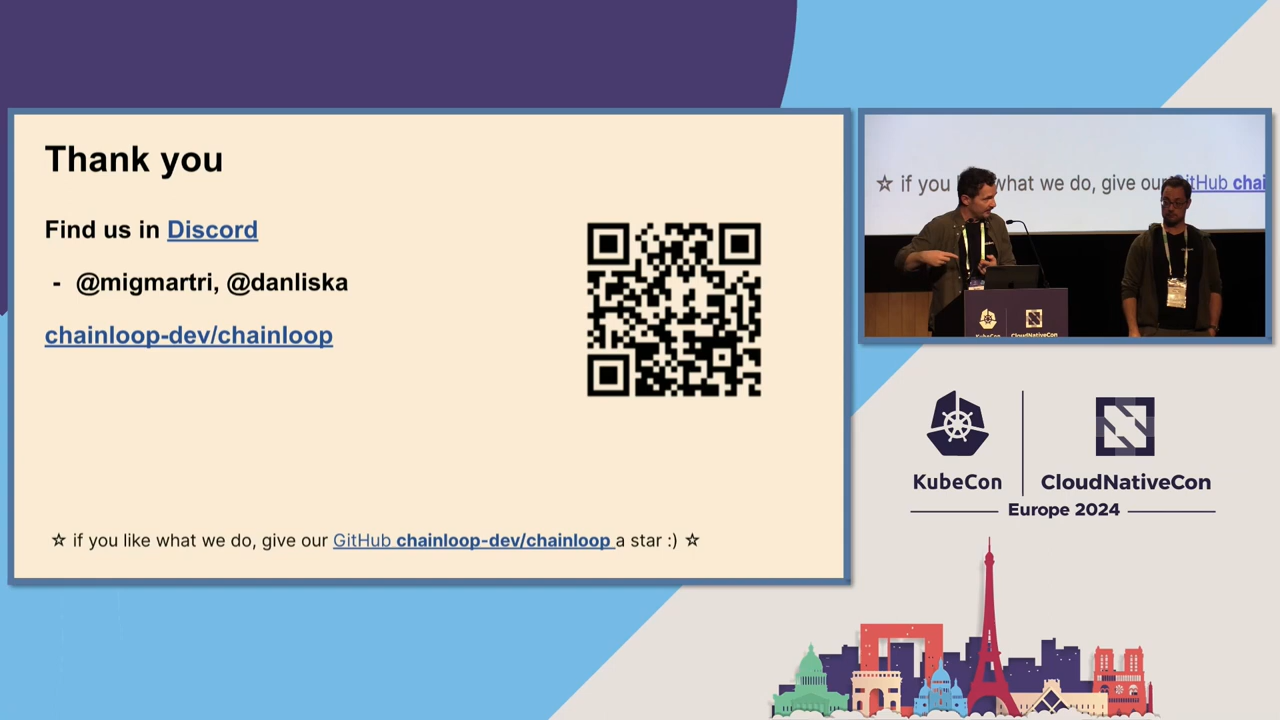 Thank you
Find us in Discord
- @migmartri, @danliska
chainloop-dev/chainloop
☆ if you like what we do, give our GitHub chainloop-dev/chainloop a star :) ☆
☆ if you what we do, give our GitHub chai
CloudNativeCon
KubeCon
CloudNativeCon
Europe 2024